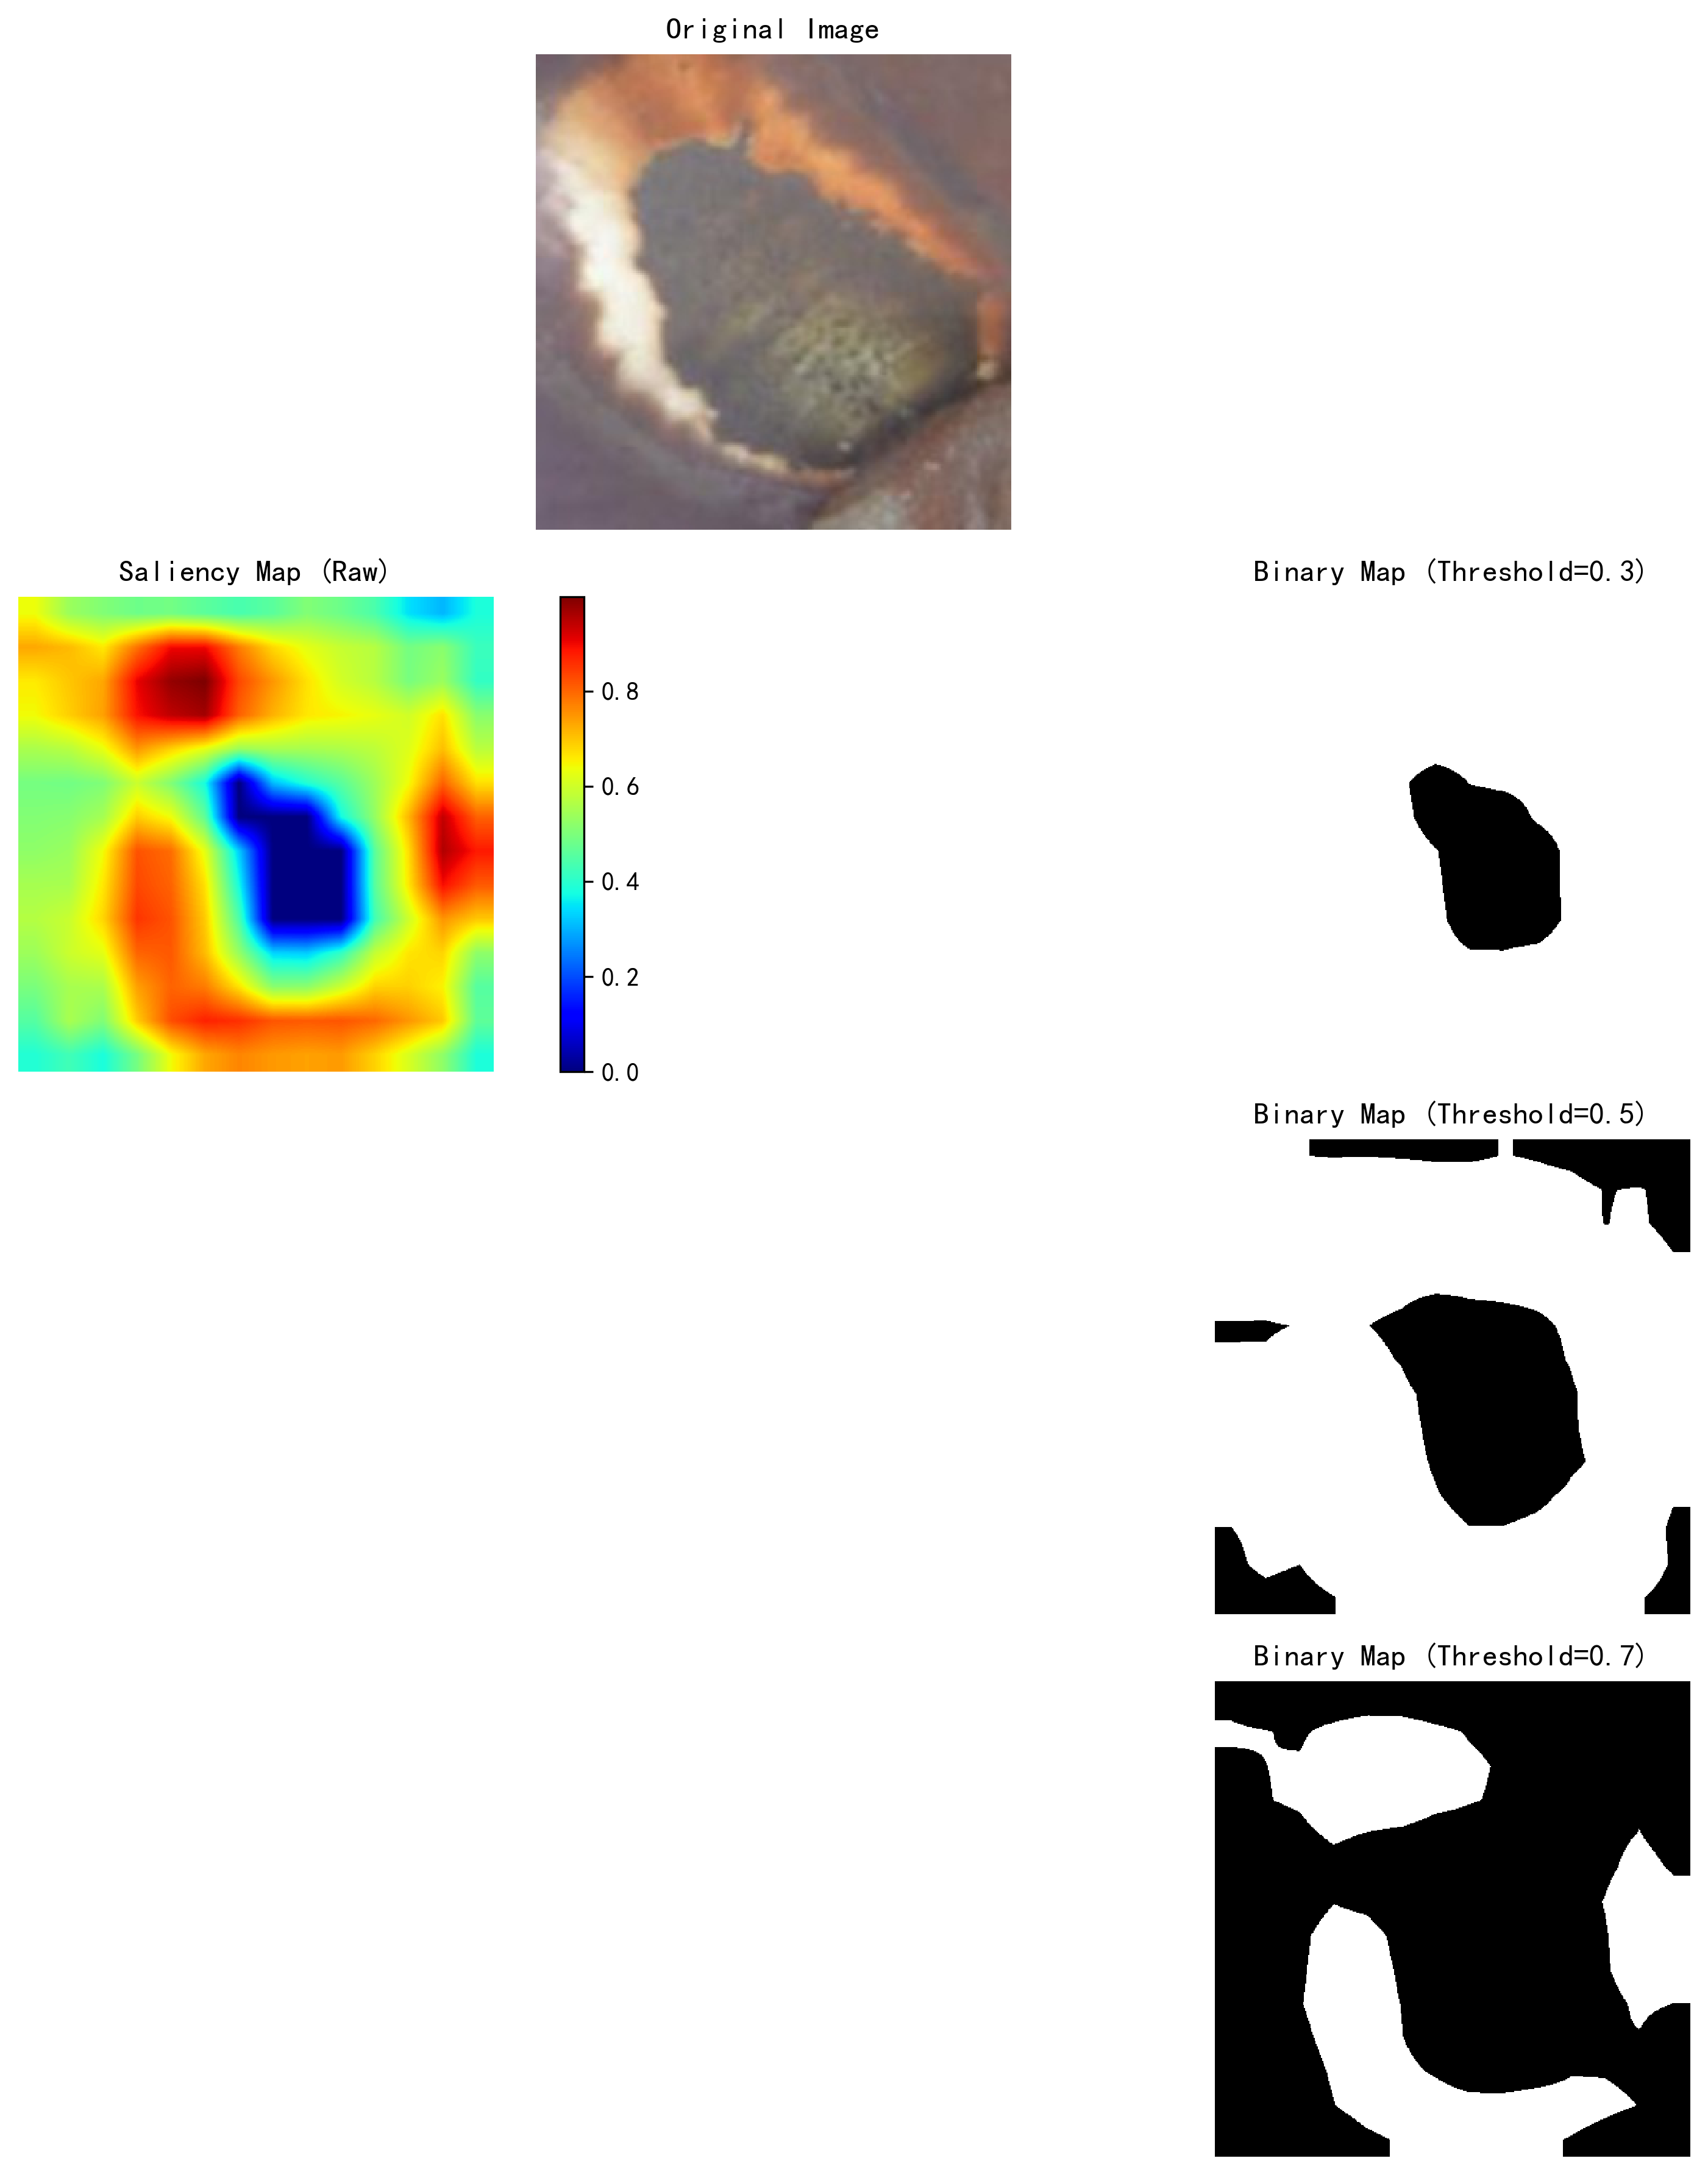 Original Image
Saliency Map (Raw)
Binary Map (Threshold=0.3)
0.8
0.6
0.4
0.2
0.0
Binary Map (Threshold=0.5)
Binary Map (Threshold=0.7)